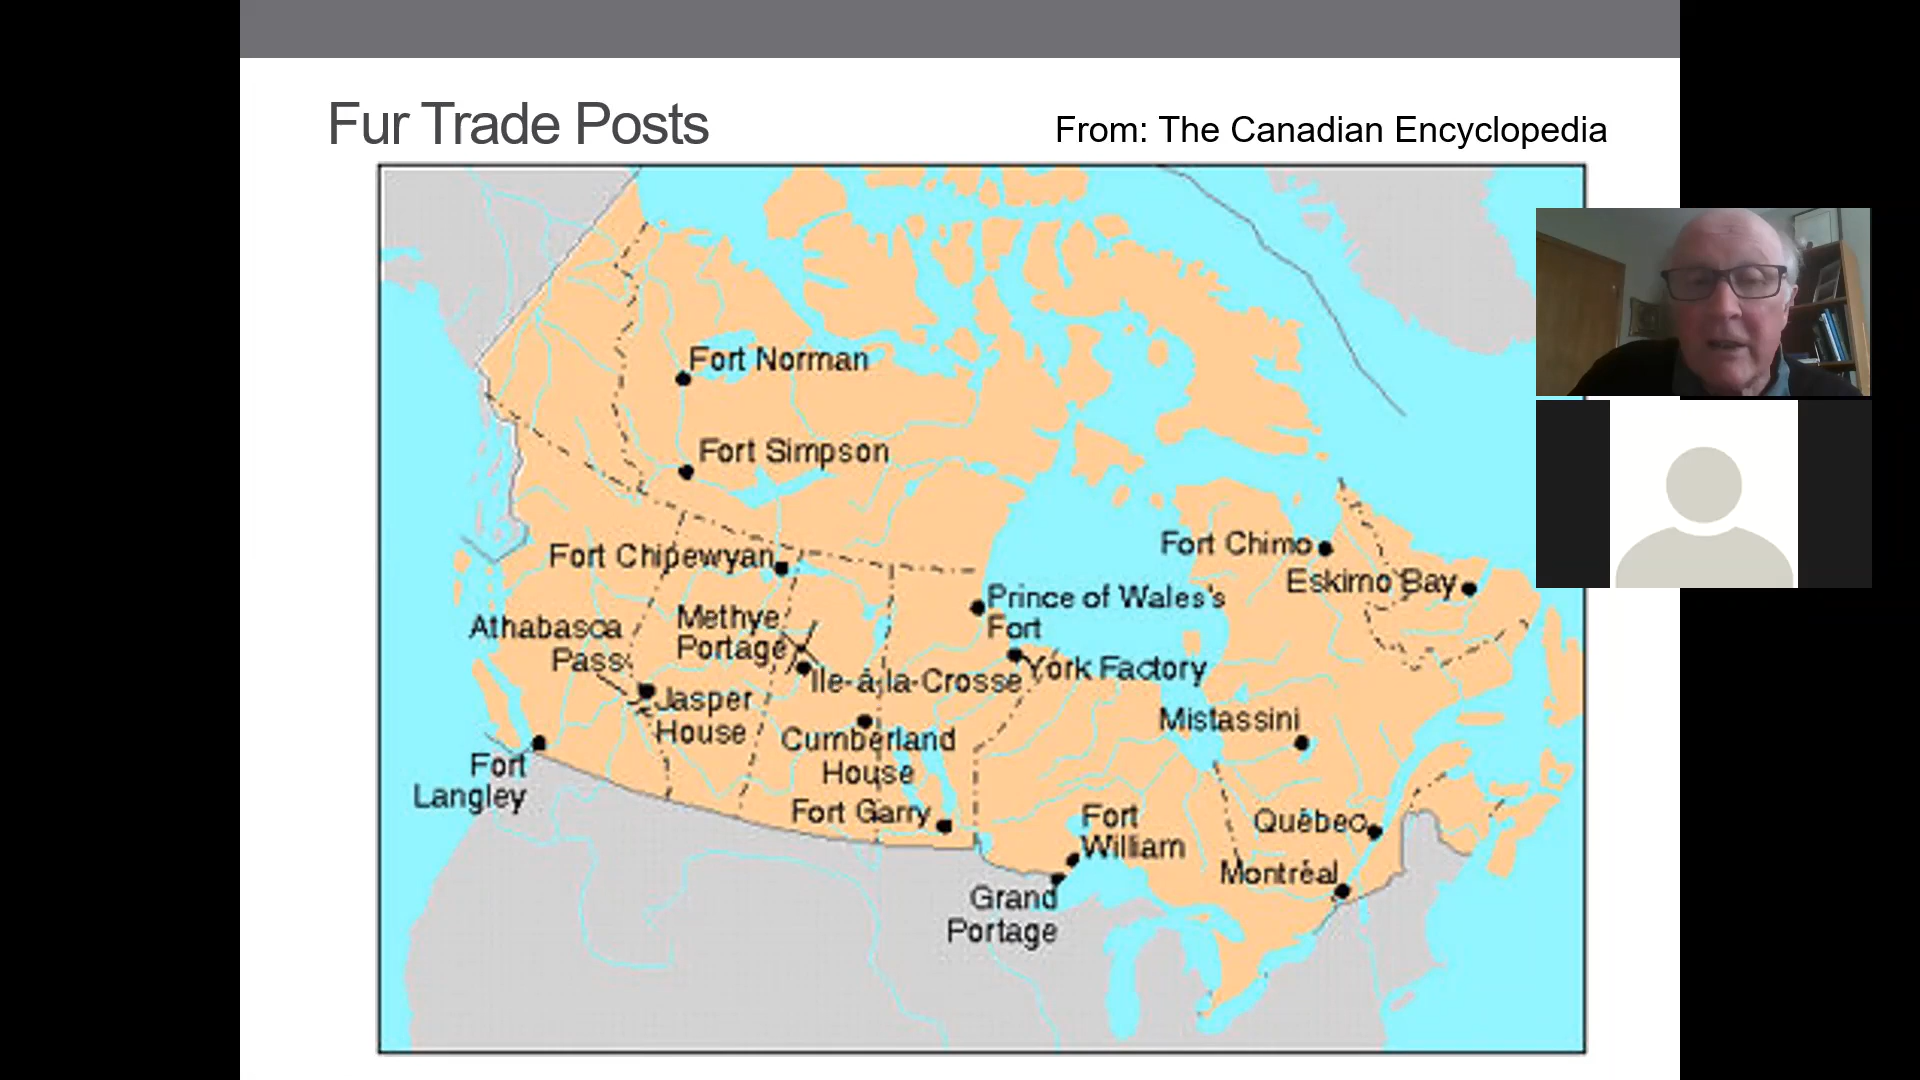 Fur Trade Posts
From: The Canadian Encyclopedia
Fort Norman
Fort Simpson
Fort Chipewyan
Fort Chimo
Eskimo Bay
Prince of Wales's
Fort
Methye
Portage
Athabasca
Pass
Ile-à-la-Crosse
York Factory
Jasper
House
Cumberland
House
Mistassini
Fort
Langley
Fort Garry
Fort
William
Québec
Montréal
Grand
Portage